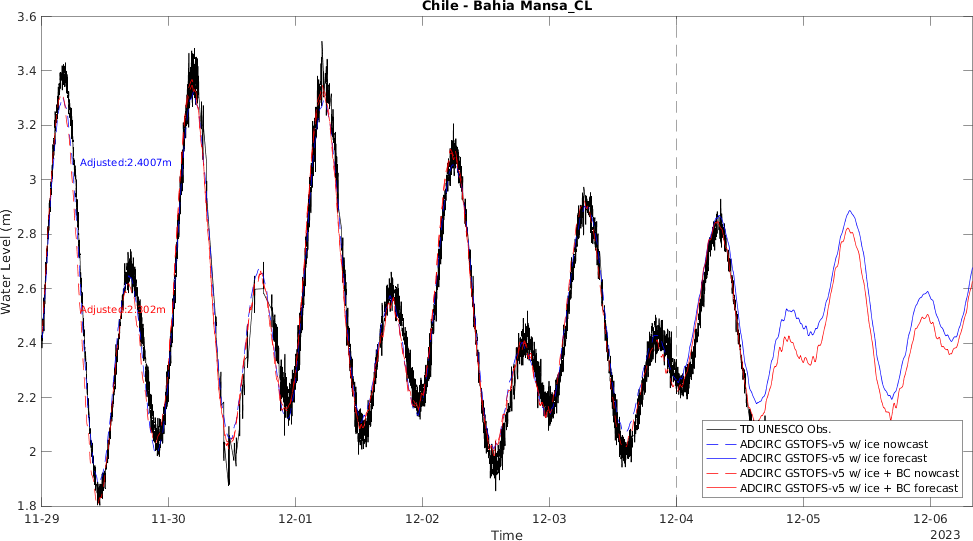 Chile - Bahia Mansa_CL
3.6
3.4
3.2
3
2.8
2.6
2.4
2.2
2
1.8
Water Level (m)
Adjusted:2.4007m
TD UNESCO Obs.
ADCIRC GSTOFS-v5 w/ ice nowcast
ADCIRC GSTOFS-v5 w/ ice forecast
ADCIRC GSTOFS-v5 w/ ice + BC nowcast
ADCIRC GSTOFS-v5 w/ ice + BC forecast
11-29
11-30
12-01
12-02
12-03
12-04
12-05
12-06
Time
2023